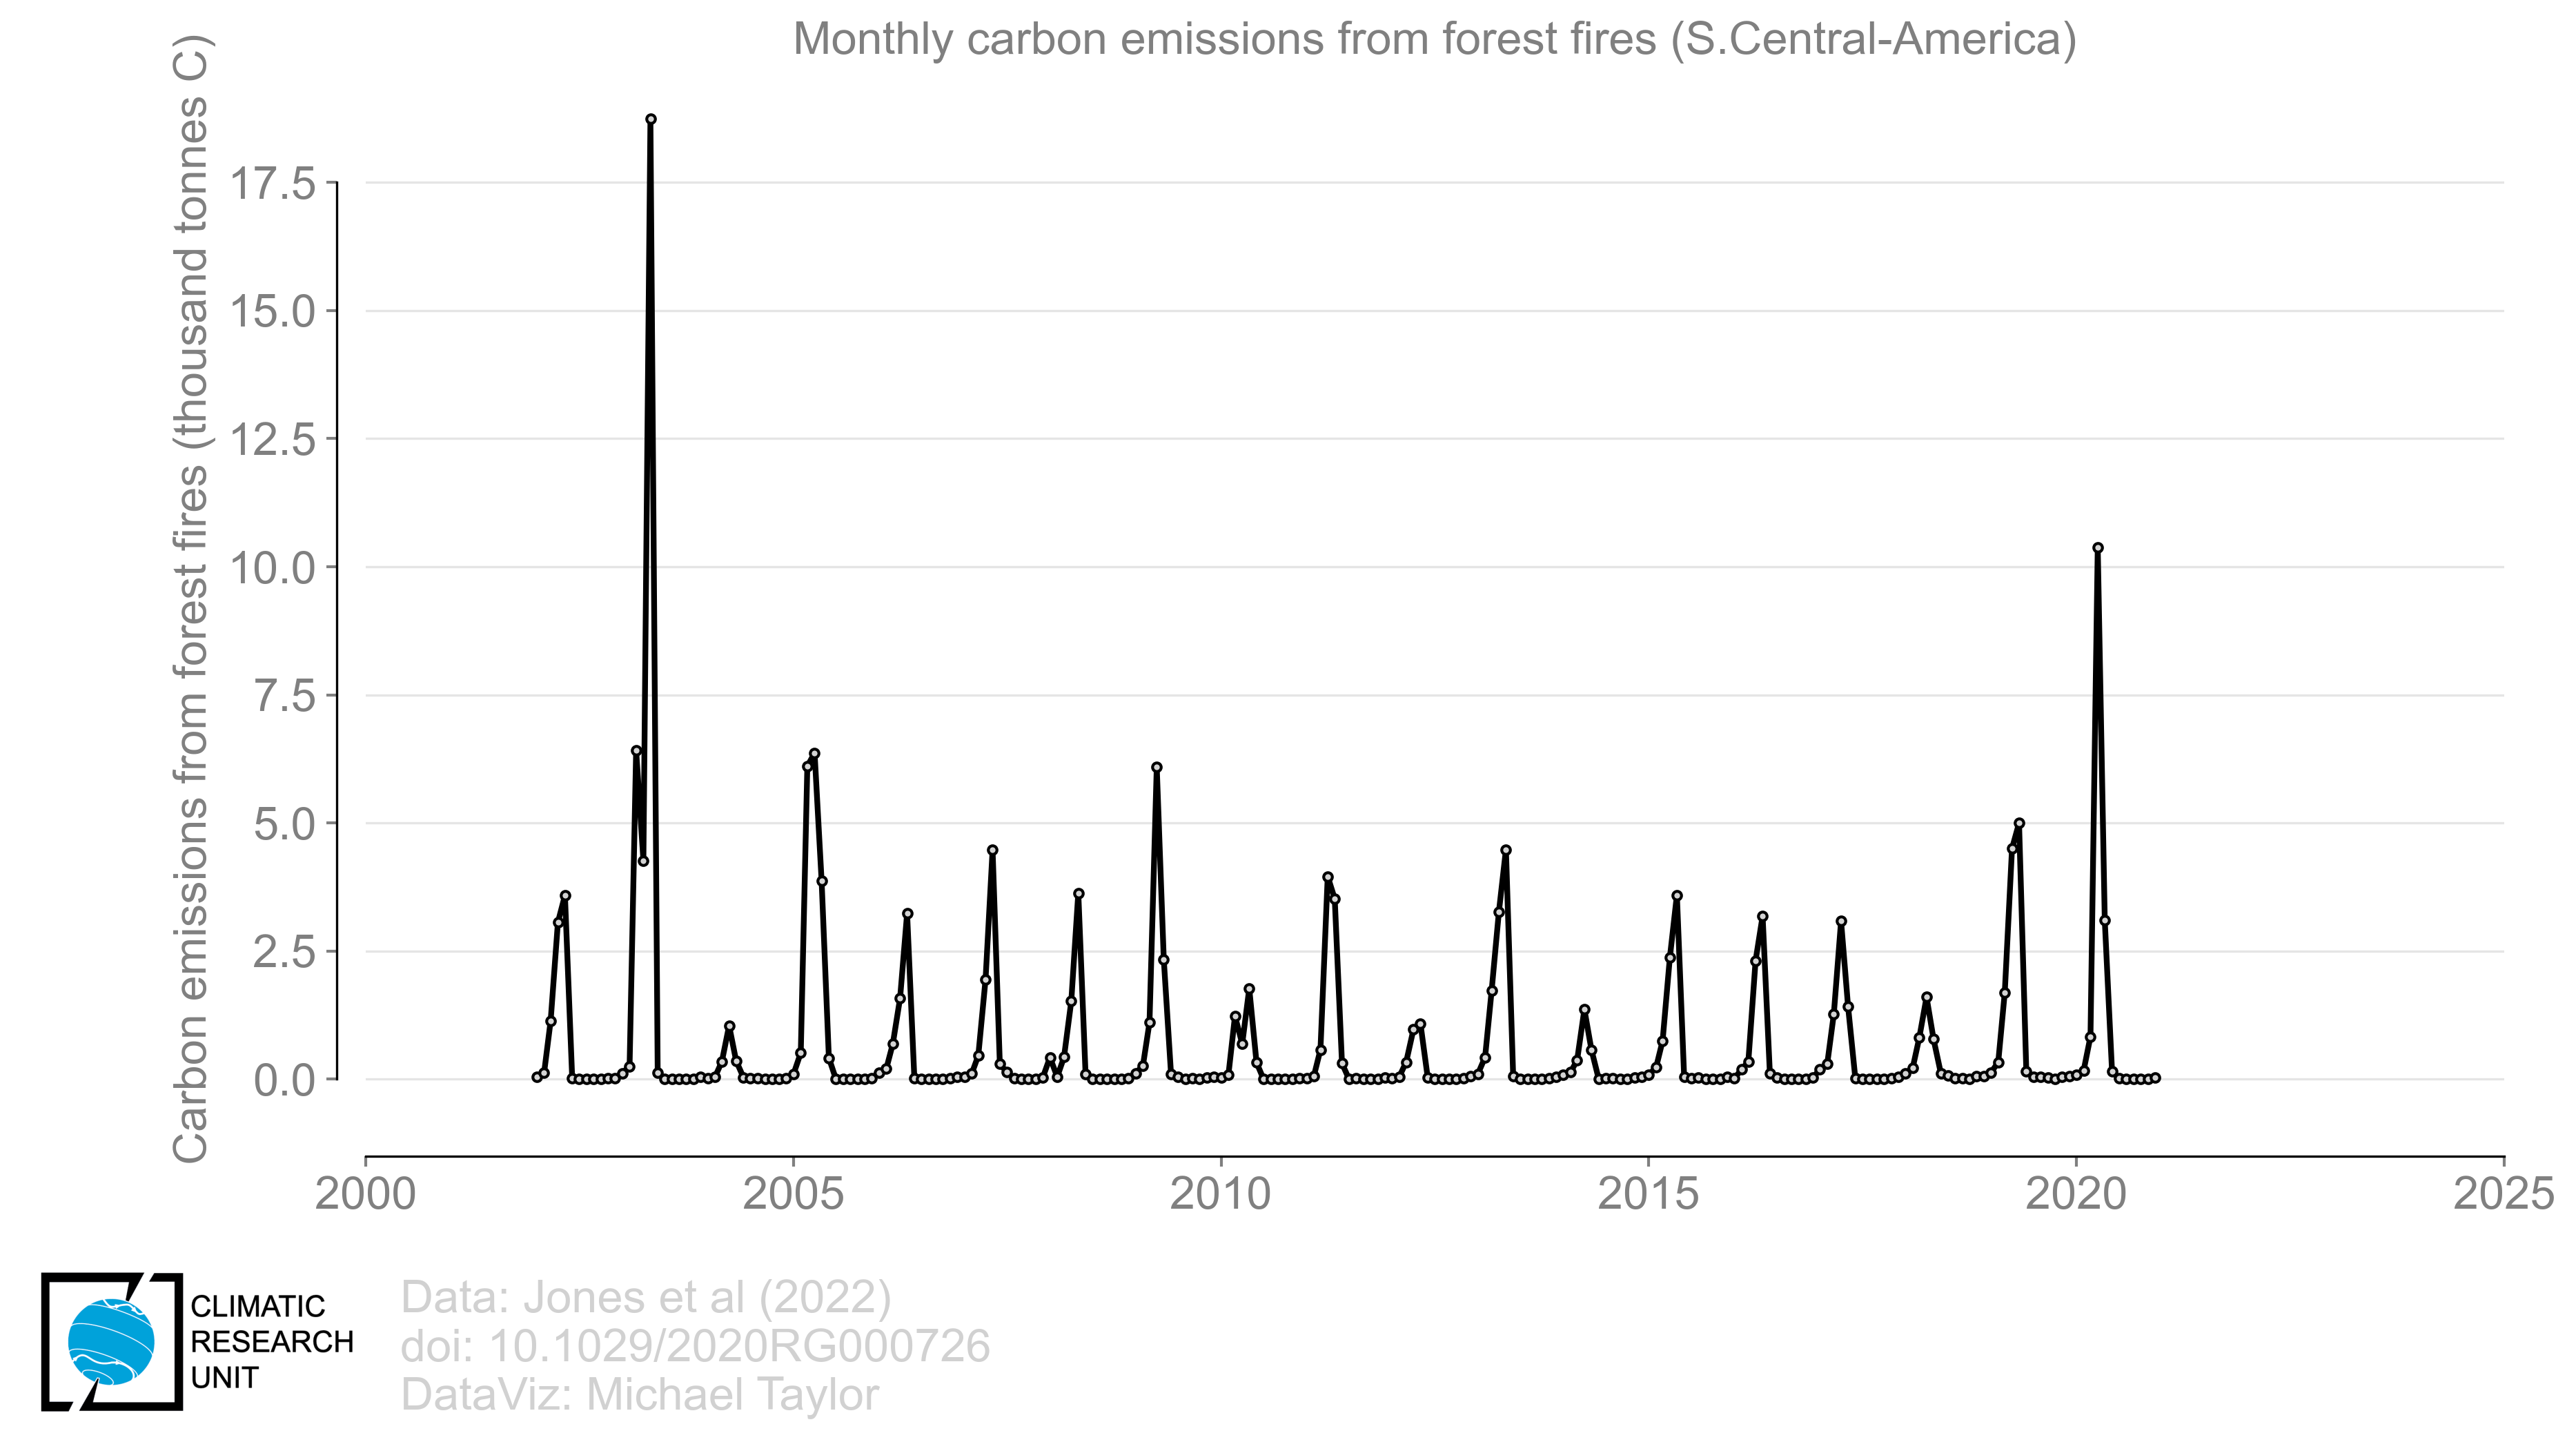 Monthly carbon emissions from forest fires (S.Central-America)
Carbon emissions from forest fires (thousand tonnes C)
17.5
15.0
12.5
10.0
7.5
5.0
2.5
0.0
2000 2005 2010 2015 2020 2025
CLIMATIC
RESEARCH
UNIT
Data: Jones et al (2022)
doi: 10.1029/2020RG000726
DataViz: Michael Taylor